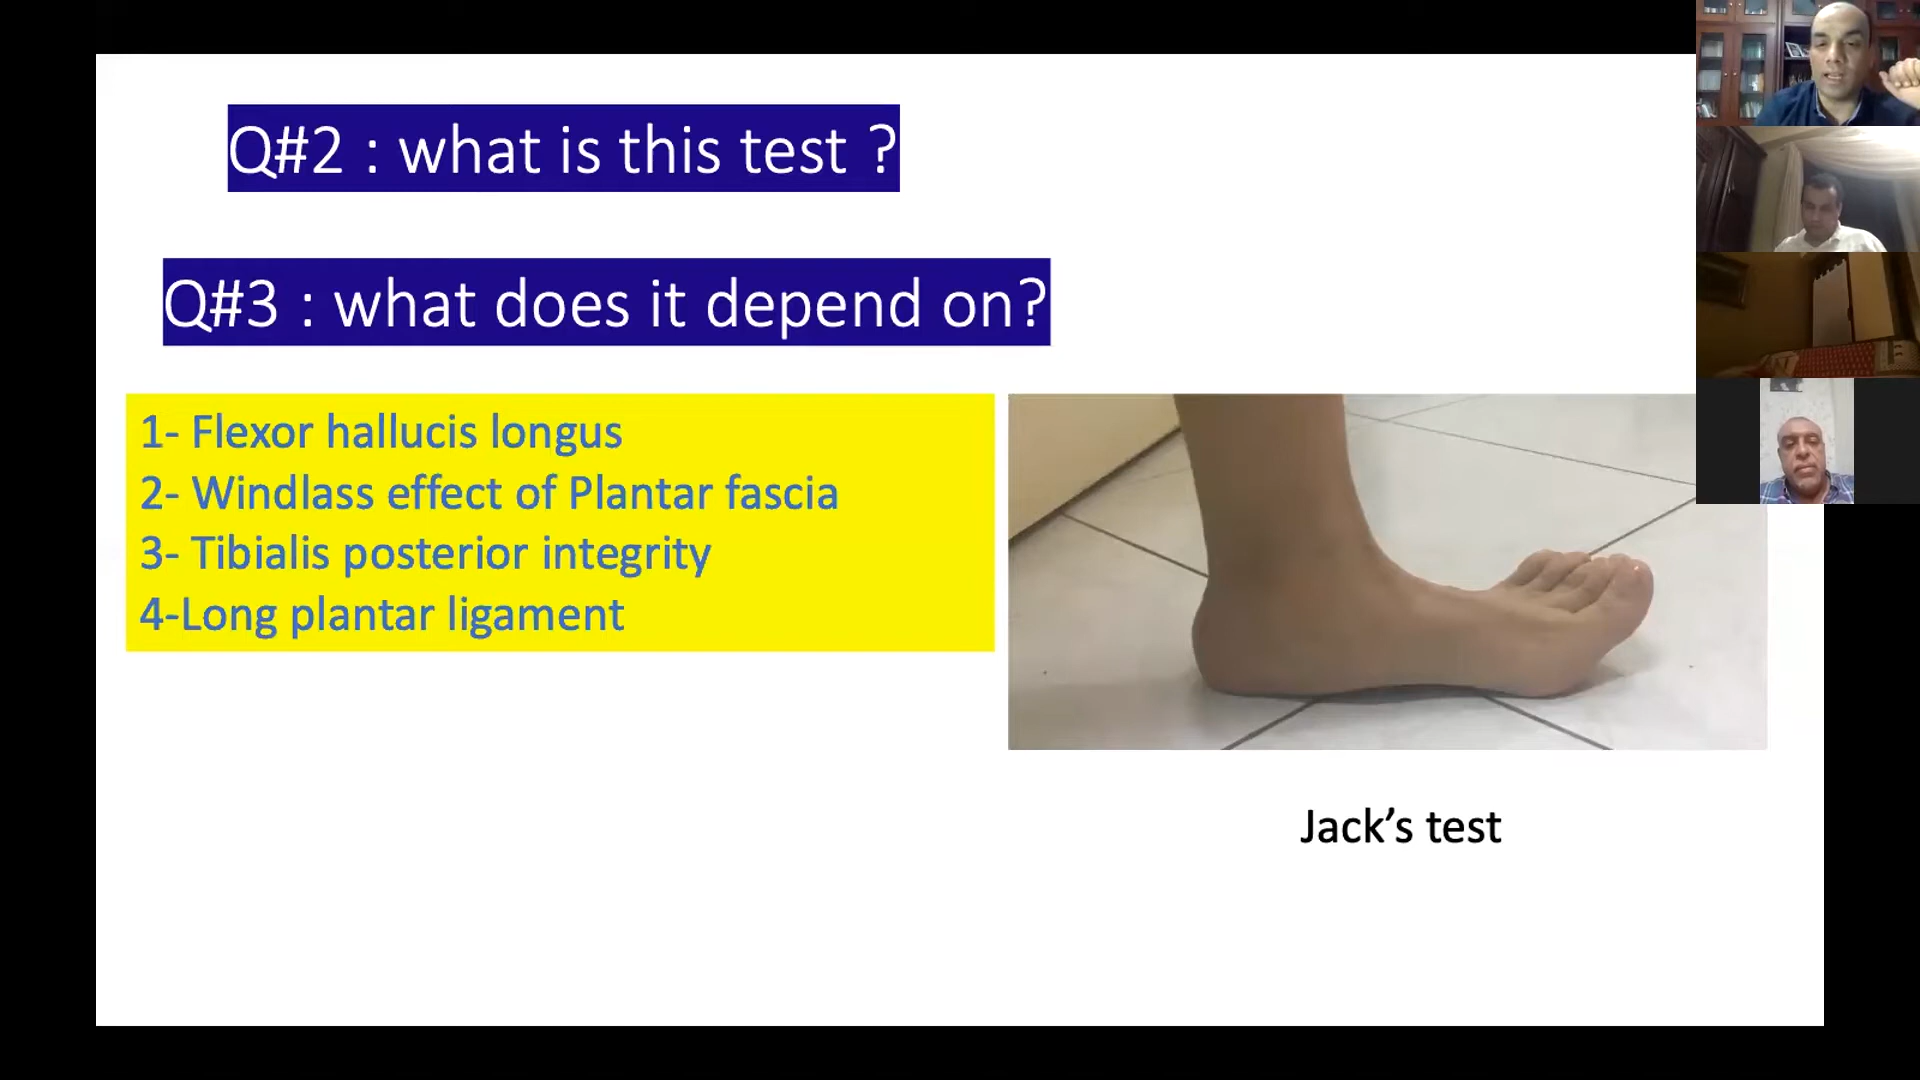 Q#2 : what is this test ?
Q#3 : what does it depend on?
1- Flexor hallucis longus
2- Windlass effect of Plantar fascia
3- Tibialis posterior integrity
4-Long plantar ligament
Jack’s test